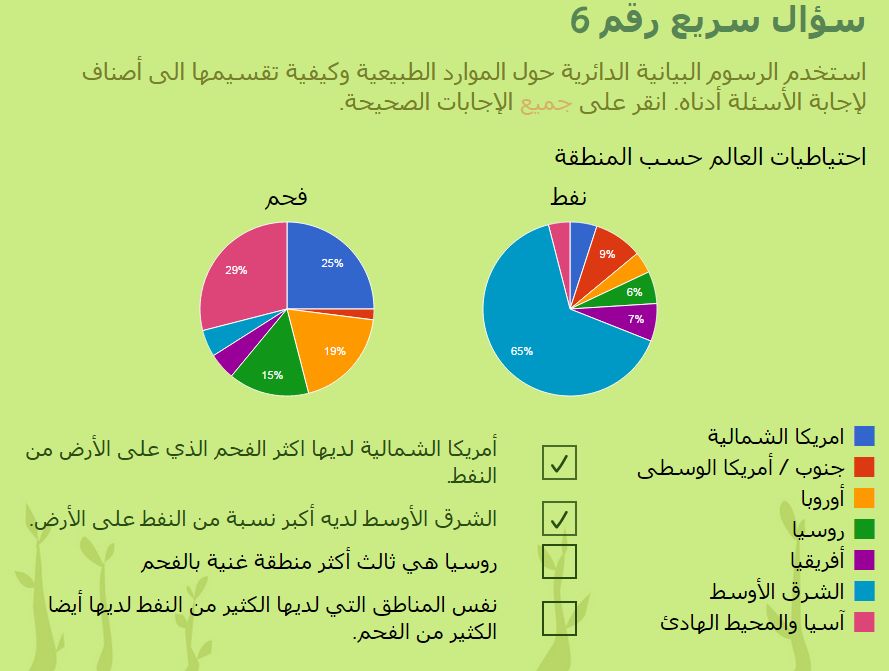 سؤال سريع رقم 6
استخدم الرسوم البيانية الدائرية حول الموارد الطبيعية وكيفية تقسيمها الى أصناف
لإجابة الأسئلة أدناه. انقر على جميع الإجابات الصحيحة.
احتياطيات العالم حسب المنطقة
نفط
9%
6%
7%
65%
فحم
25%
19%
15%
29%
امريكا الشمالية
جنوب / أمريكا الوسطى
أوروبا
روسيا
أفريقيا
الشرق الأوسط
آسيا والمحيط الهادئ
أمريكا الشمالية لديها اكثر الفحم الذي على الأرض من
النفط.
الشرق الأوسط لديه أكبر نسبة من النفط على الأرض.
روسيا هي ثالث أكثر منطقة غنية بالفحم
نفس المناطق التي لديها الكثير من النفط لديها أيضا
الكثير من الفحم.